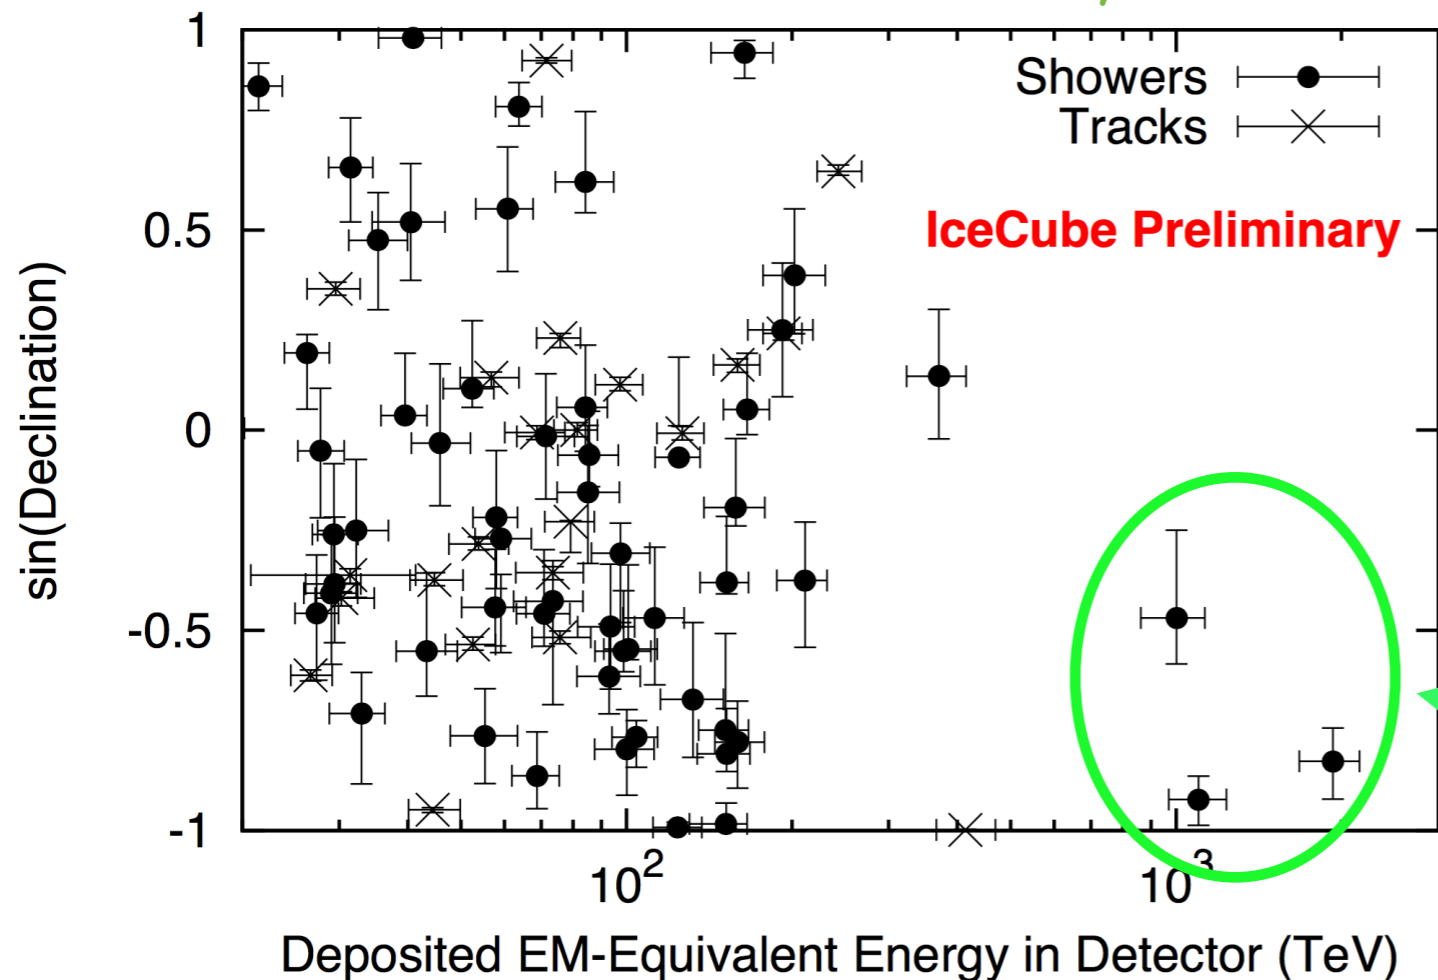 1
Showers
Tracks
0.5
IceCube Preliminary
sin(Declination)
0
-0.5
-1
10²
10³
Deposited EM-Equivalent Energy in Detector (TeV)